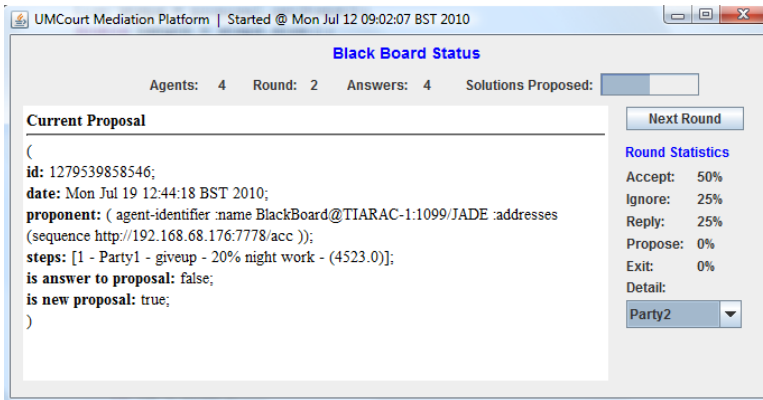 UMCourt Mediation Platform | Started @ Mon Jul 12 09:02:07 BST 2010
Black Board Status
Agents: 4 Round: 2 Answers: 4 Solutions Proposed:
Current Proposal
(
id: 1279539858546;
date: Mon Jul 19 12:44:18 BST 2010;
proponent: ( agent-identifier :name BlackBoard@TIARAC-1:1099/JADE :addresses
(sequence http://192.168.68.176:7778/acc ));
steps: [1 - Party1 - giveup - 20% night work - (4523.0)];
is answer to proposal: false;
is new proposal: true;
)
Next Round
Round Statistics
Accept: 50%
Ignore: 25%
Reply: 25%
Propose: 0%
Exit: 0%
Detail:
Party2